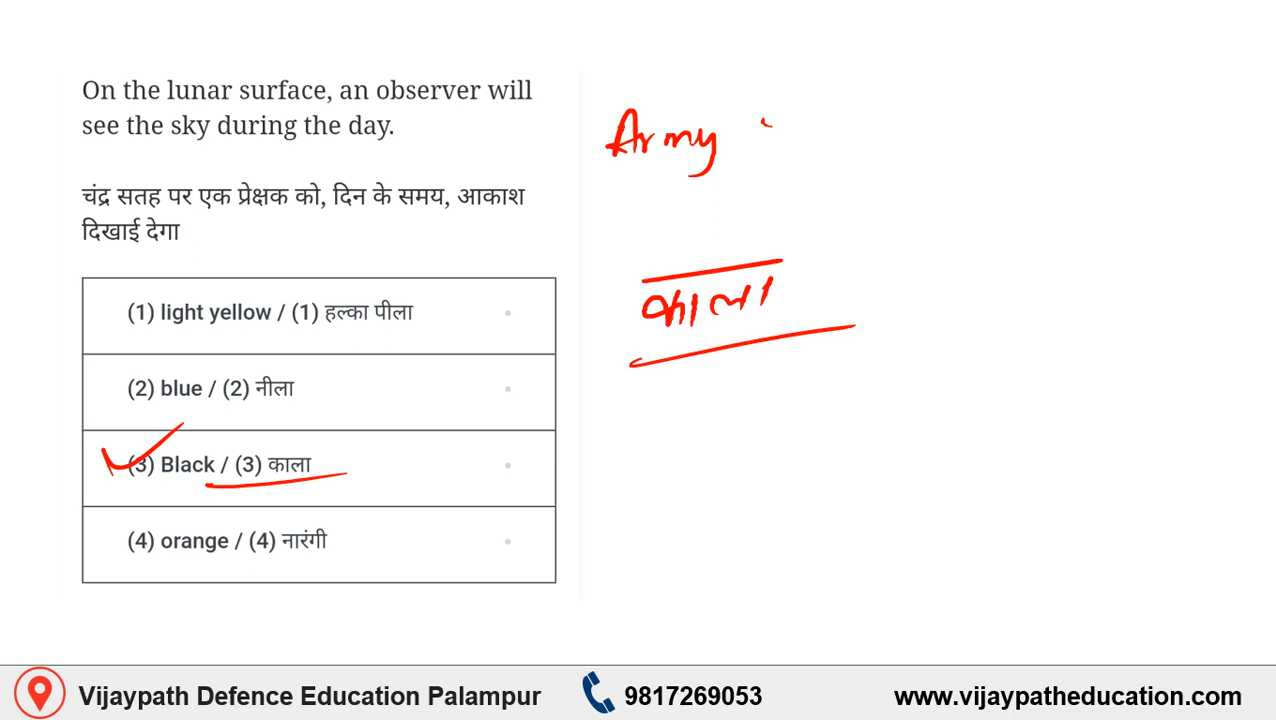 On the lunar surface, an observer will
see the sky during the day.
चंद्र सतह पर एक प्रेक्षक को, दिन के समय, आकाश
दिखाई देगा
(1) light yellow / (1) हल्का पीला
(2) blue / (2) नीला
(3) Black / (3) काला
(4) orange / (4) नारंगी
Army
काला
Vijaypath Defence Education Palampur
9817269053
www.vijaypatheducation.com